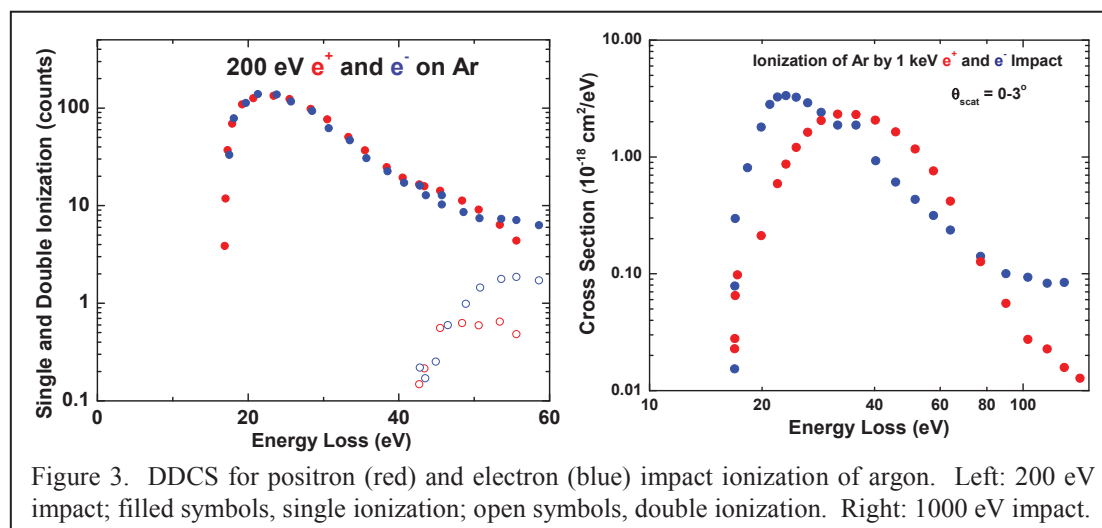 200 eV e⁺ and e⁻ on Ar
Single and Double Ionization (counts)
100
10
1
0.1
0
20
40
60
Energy Loss (eV)
Ionization of Ar by 1 keV e⁺ and e⁻ Impact
θscat = 0-3°
Cross Section (10⁻¹⁸ cm²/eV)
10.00
1.00
0.10
0.01
10
20
40
60
80
100
Energy Loss (eV)
Figure 3. DDCS for positron (red) and electron (blue) impact ionization of argon. Left: 200 eV
impact; filled symbols, single ionization; open symbols, double ionization. Right: 1000 eV impact.